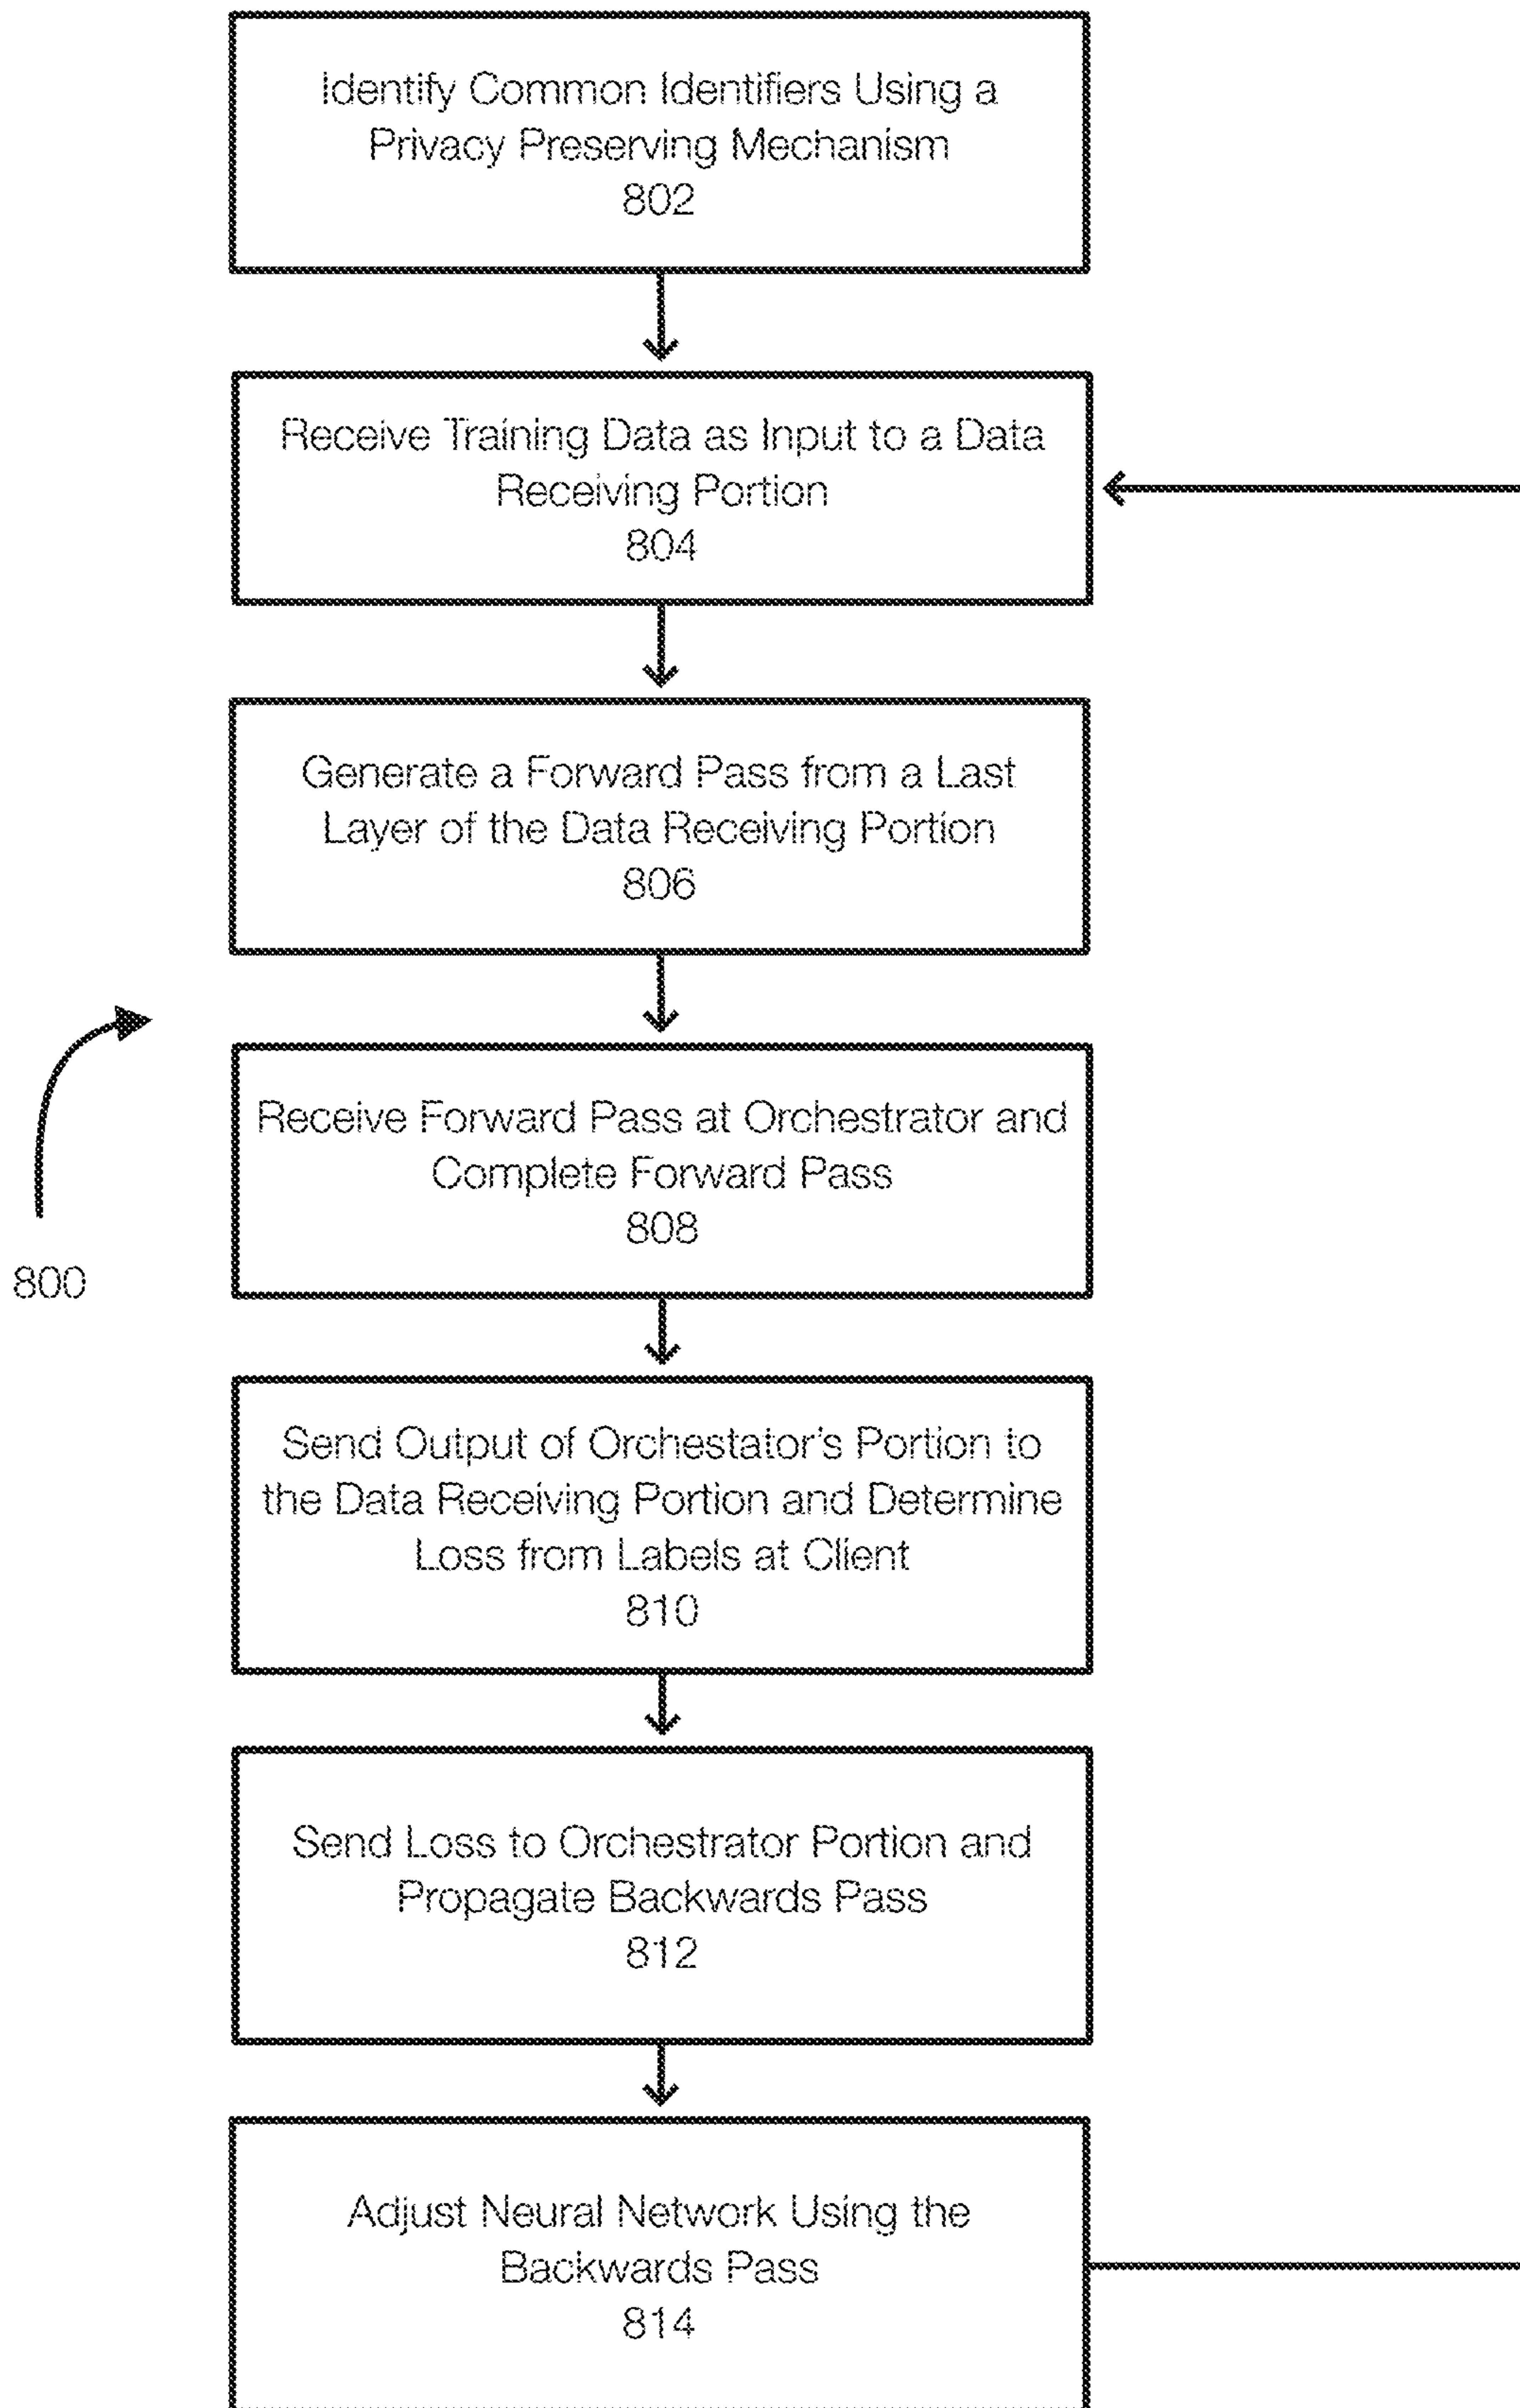 Identify Common Identifiers Using a
Privacy Preserving Mechanism
802
Receive Training Data as Input to a Data
Receiving Portion
804
Generate a Forward Pass from a Last
Layer of the Data Receiving Portion
806
Receive Forward Pass at Orchestrator and
Complete Forward Pass
808
800
Send Output of Orchestator's Portion to
the Data Receiving Portion and Determine
Loss from Labels at Client
810
Send Loss to Orchestrator Portion and
Propagate Backwards Pass
812
Adjust Neural Network Using the
Backwards Pass
814